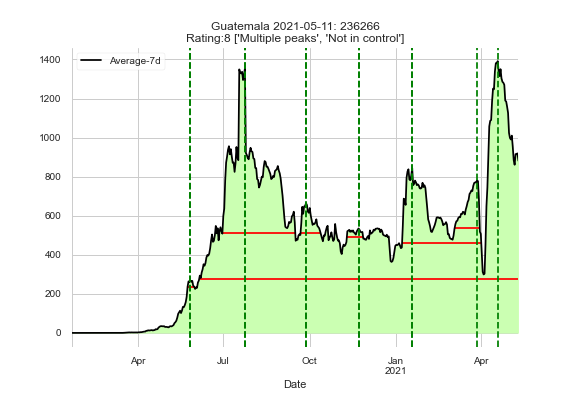 Guatemala 2021-05-11: 236266
Rating:8 ['Multiple peaks', 'Not in control']
Average-7d
1400
1200
1000
800
600
400
200
0
Apr
Jul
Oct
Jan
2021
Apr
Date